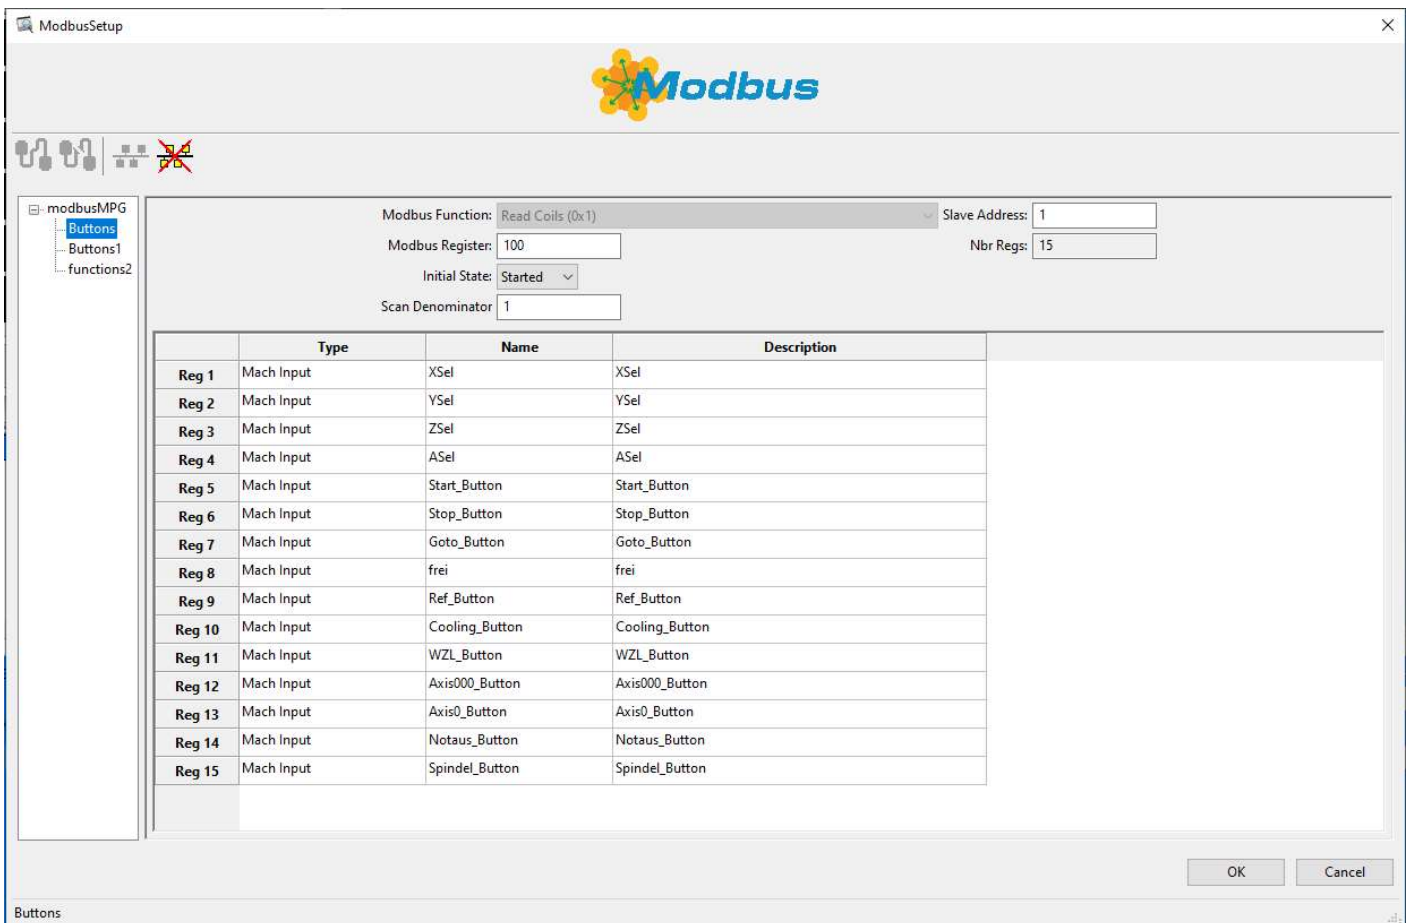 ModbusSetup
Modbus
modbusMPG
Buttons
Buttons1
functions2
Modbus Function: Read Coils (0x1) Slave Address: 1
Modbus Register: 100 Nbr Regs: 15
Initial State: Started
Scan Denominator 1
Type Name Description
Reg 1 Mach Input XSel XSel
Reg 2 Mach Input YSel YSel
Reg 3 Mach Input ZSel ZSel
Reg 4 Mach Input ASel ASel
Reg 5 Mach Input Start_Button Start_Button
Reg 6 Mach Input Stop_Button Stop_Button
Reg 7 Mach Input Goto_Button Goto_Button
Reg 8 Mach Input frei frei
Reg 9 Mach Input Ref_Button Ref_Button
Reg 10 Mach Input Cooling_Button Cooling_Button
Reg 11 Mach Input WZL_Button WZL_Button
Reg 12 Mach Input Axis000_Button Axis000_Button
Reg 13 Mach Input Axis0_Button Axis0_Button
Reg 14 Mach Input Notaus_Button Notaus_Button
Reg 15 Mach Input Spindel_Button Spindel_Button
OK Cancel
Buttons